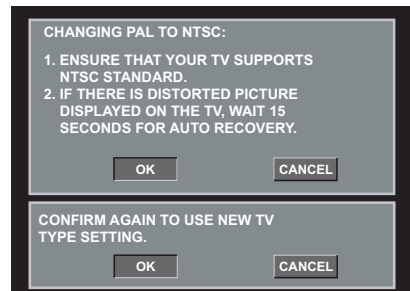 CHANGING PAL TO NTSC:
1. ENSURE THAT YOUR TV SUPPORTS
NTSC STANDARD.
2. IF THERE IS DISTORTED PICTURE
DISPLAYED ON THE TV, WAIT 15
SECONDS FOR AUTO RECOVERY.
OK CANCEL
CONFIRM AGAIN TO USE NEW TV
TYPE SETTING.
OK CANCEL